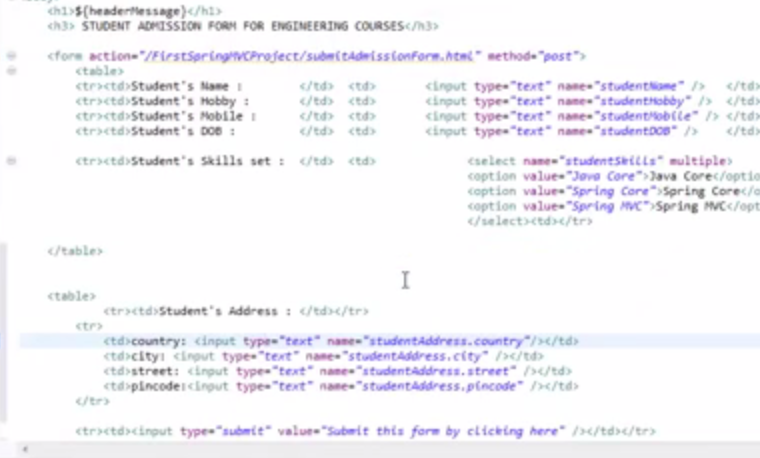 <h1>${headerMessage}</h1>
<h3> STUDENT ADMISSION FORM FOR ENGINEERING COURSES</h3>
<form action="/FirstSpringMVCProject/submitAdmissionForm.html" method="post">
<table>
<tr><td>Student's Name : </td> <td> <input type="text" name="studentName" /> </td>
<tr><td>Student's Hobby : </td> <td> <input type="text" name="studentHobby" /> </td>
<tr><td>Student's Mobile : </td> <td> <input type="text" name="studentMobile" /> </td>
<tr><td>Student's DOB : </td> <td> <input type="text" name="studentDOB" /> </td>
<tr><td>Student's Skills set : </td> <td> <select name="studentSkills" multiple>
<option value="Java Core">Java Core</optio
<option value="Spring Core">Spring Core</o
<option value="Spring MVC">Spring MVC</opt
</select><td></tr>
</table>
<table>
<tr><td>Student's Address : </td></tr>
<tr>
<td>country: <input type="text" name="studentAddress.country"/></td>
<td>city: <input type="text" name="studentAddress.city" /></td>
<td>street: <input type="text" name="studentAddress.street" /></td>
<td>pincode:<input type="text" name="studentAddress.pincode" /></td>
</tr>
<tr><td><input type="submit" value="Submit this form by clicking here" /></td></tr>